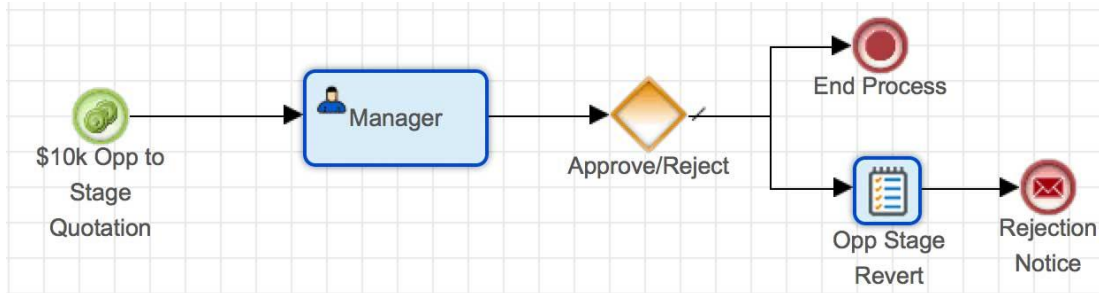 $10k Opp to
Stage
Quotation
Manager
Approve/Reject
End Process
Opp Stage
Revert
Rejection
Notice